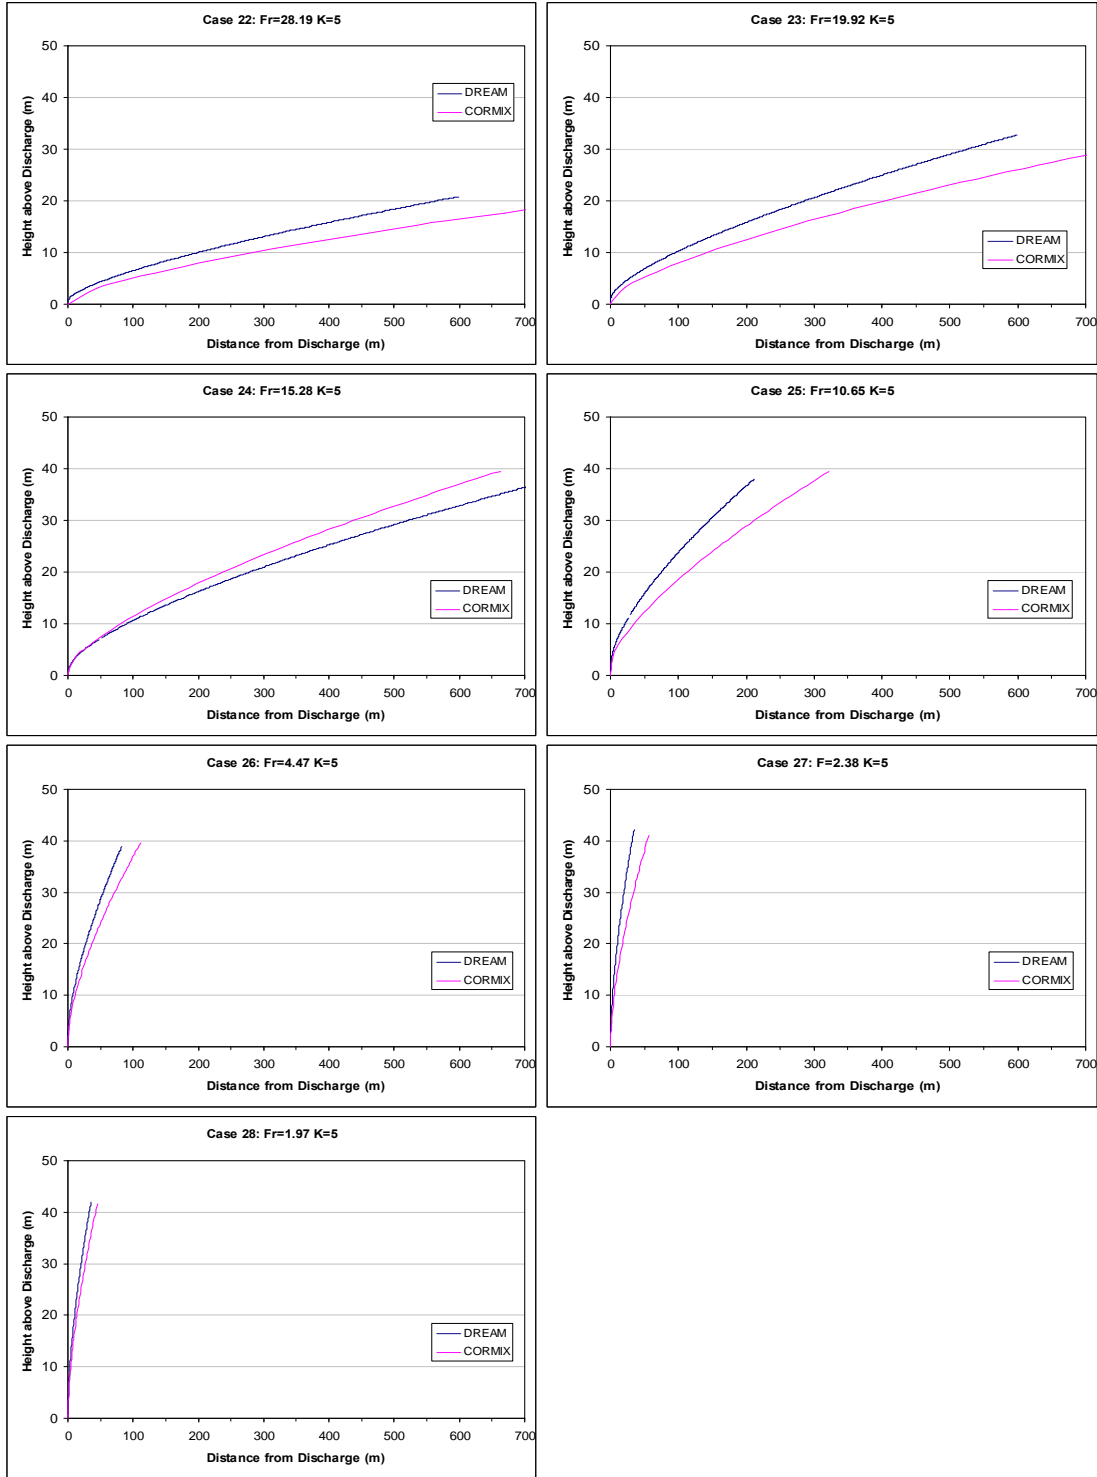 Case 22: Fr=28.19 K=5
Height above Discharge (m)
50
40
30
20
10
0
DREAM
CORMIX
0 100 200 300 400 500 600 700
Distance from Discharge (m)
Case 23: Fr=19.92 K=5
Height above Discharge (m)
50
40
30
20
10
0
DREAM
CORMIX
0 100 200 300 400 500 600 700
Distance from Discharge (m)
Case 24: Fr=15.28 K=5
Height above Discharge (m)
50
40
30
20
10
0
DREAM
CORMIX
0 100 200 300 400 500 600 700
Distance from Discharge (m)
Case 25: Fr=10.65 K=5
Height above Discharge (m)
50
40
30
20
10
0
DREAM
CORMIX
0 100 200 300 400 500 600 700
Distance from Discharge (m)
Case 26: Fr=4.47 K=5
Height above Discharge (m)
50
40
30
20
10
0
DREAM
CORMIX
0 100 200 300 400 500 600 700
Distance from Discharge (m)
Case 27: F=2.38 K=5
Height above Discharge (m)
50
40
30
20
10
0
DREAM
CORMIX
0 100 200 300 400 500 600 700
Distance from Discharge (m)
Case 28: Fr=1.97 K=5
Height above Discharge (m)
50
40
30
20
10
0
DREAM
CORMIX
0 100 200 300 400 500 600 700
Distance from Discharge (m)